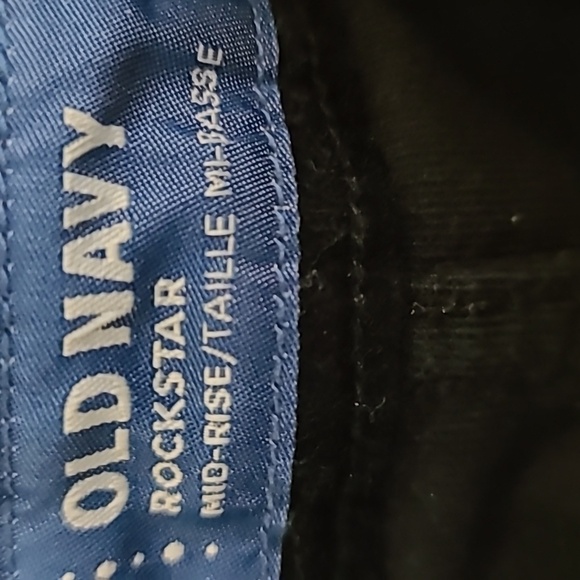 OLD NAVY
ROCKSTAR
MID-RISE/TAILLE MI-BASSE